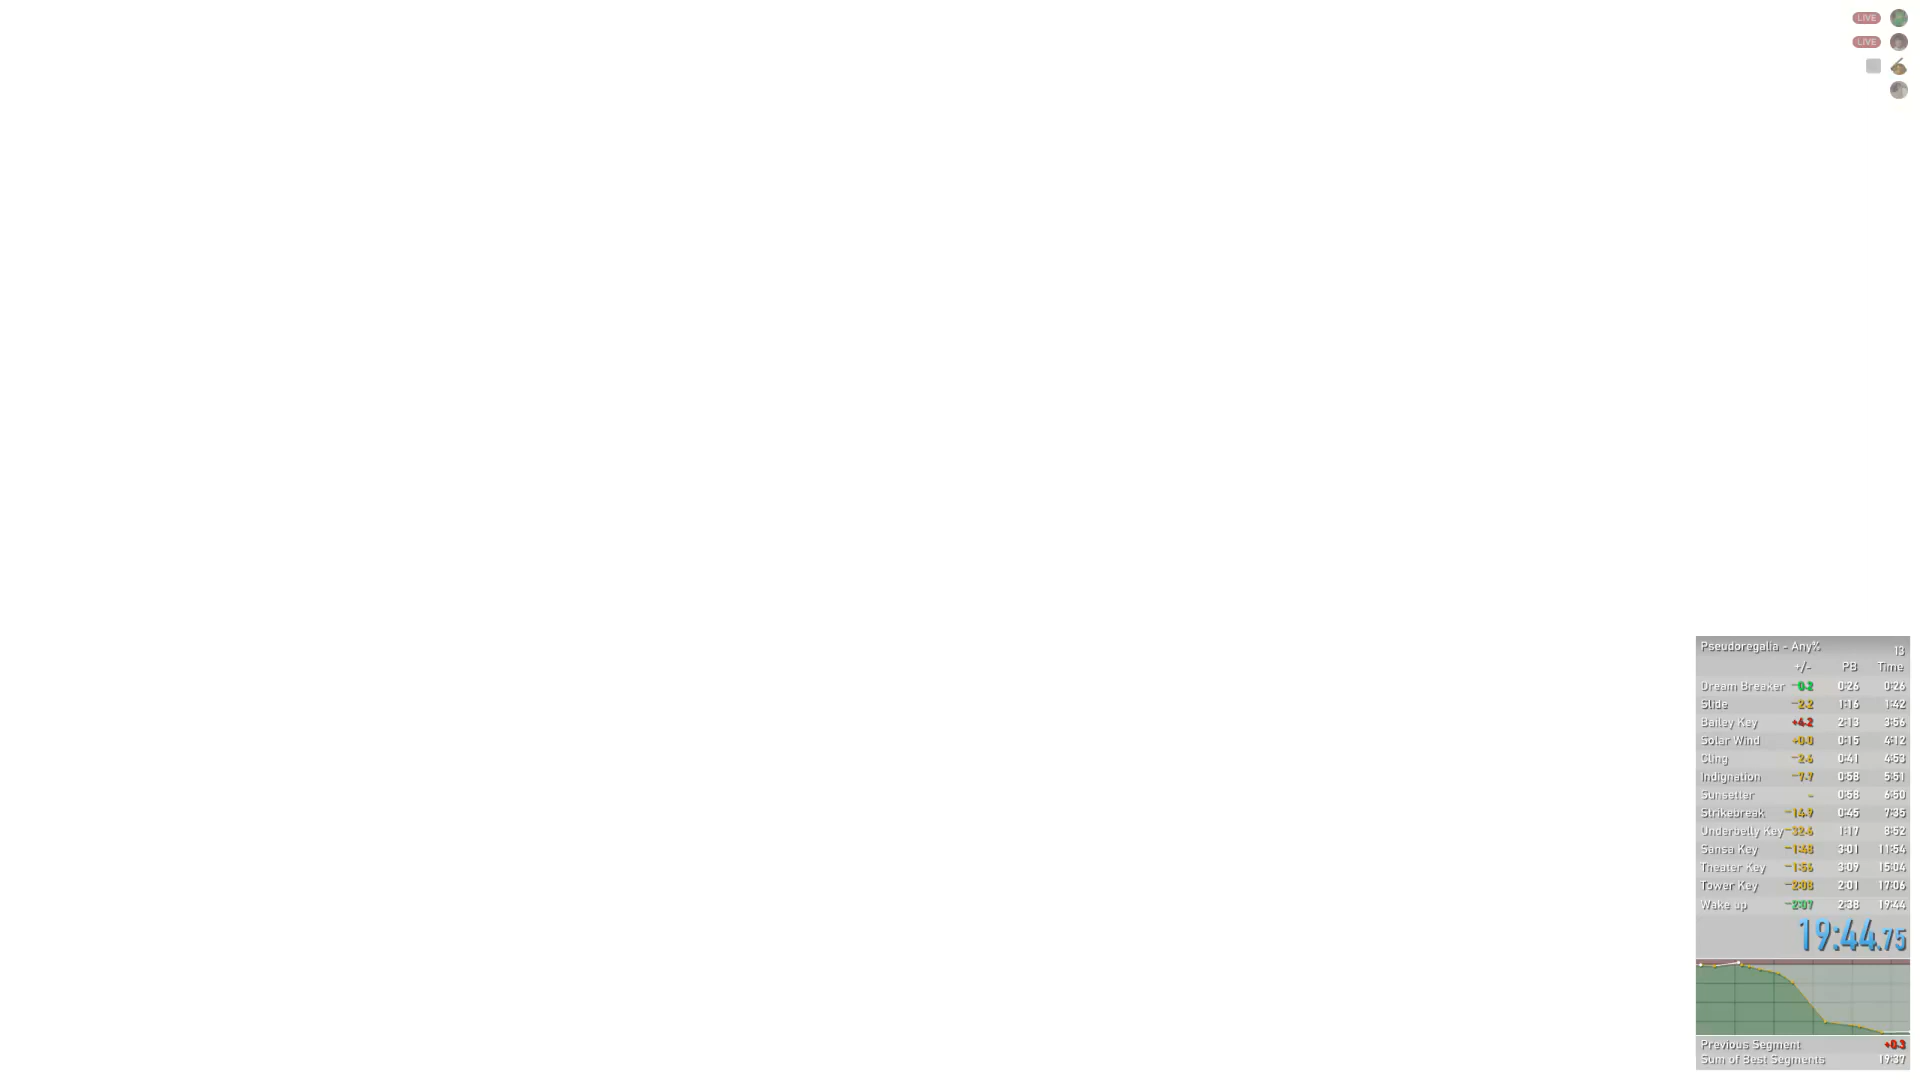 LIVE
LIVE
Pseudoregalia - Any%
13
+/- PB Time
Dream Breaker -0.2 0:26 0:26
Slide -2.2 1:16 1:42
Bailey Key +4.2 2:13 3:56
Solar Wind +0.0 0:15 4:12
Cling -2.6 0:41 4:53
Indignation -7.7 0:58 5:51
Sunsetter - 0:58 6:50
Strikebreak -14.9 0:45 7:35
Underbelly Key -32.6 1:17 8:52
Sansa Key -1:48 3:01 11:54
Theater Key -1:56 3:09 15:04
Tower Key -2:08 2:01 17:06
Wake up -2:07 2:38 19:44
19:44.75
Previous Segment +0.3
Sum of Best Segments 19:37